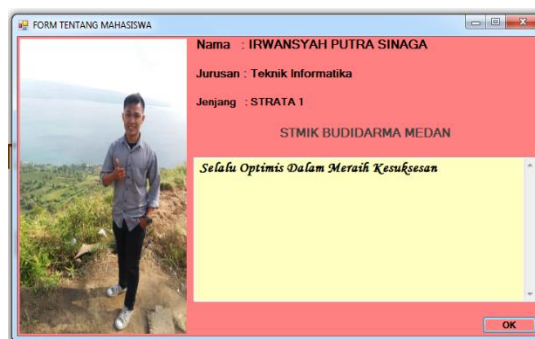 FORM TENTANG MAHASISWA
Nama : IRWANSYAH PUTRA SINAGA
Jurusan : Teknik Informatika
Jenjang : STRATA 1
STMIK BUDIDARMA MEDAN
Selalu Optimis Dalam Meraih Kesuksesan
OK